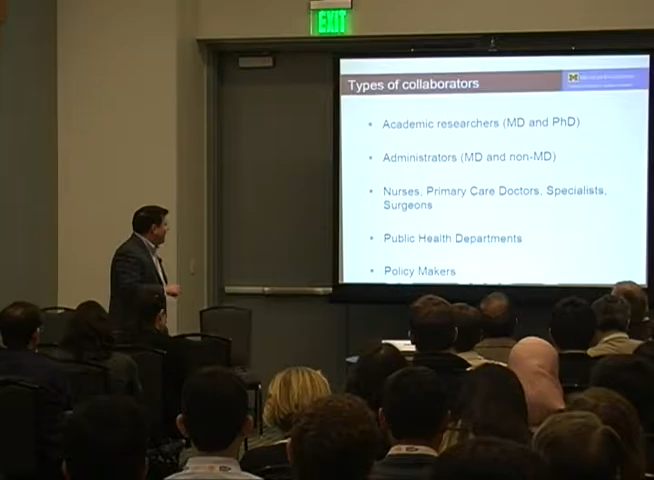 EXIT
Types of collaborators
• Academic researchers (MD and PhD)
• Administrators (MD and non-MD)
• Nurses, Primary Care Doctors, Specialists,
Surgeons
• Public Health Departments
• Policy Makers